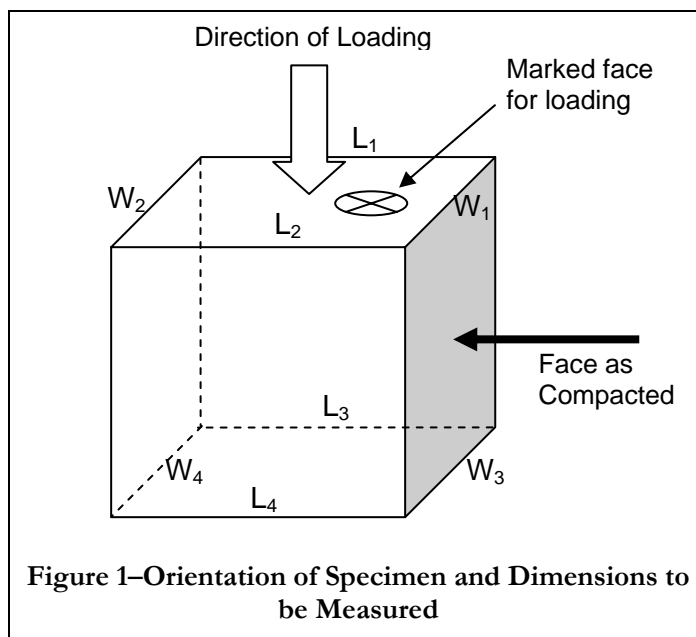 Direction of Loading
Marked face
for loading
L₁
W₂
W₁
L₂
Face as
Compacted
L₃
W₄
W₃
L₄
Figure 1–Orientation of Specimen and Dimensions to
be Measured